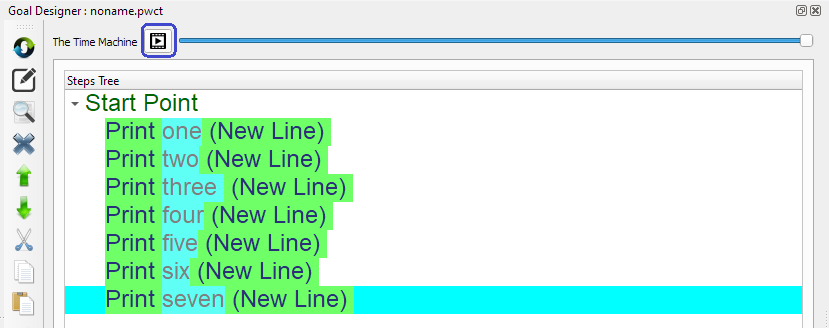 Goal Designer : noname.pwct
The Time Machine
Steps Tree
Start Point
Print one (New Line)
Print two (New Line)
Print three (New Line)
Print four (New Line)
Print five (New Line)
Print six (New Line)
Print seven (New Line)